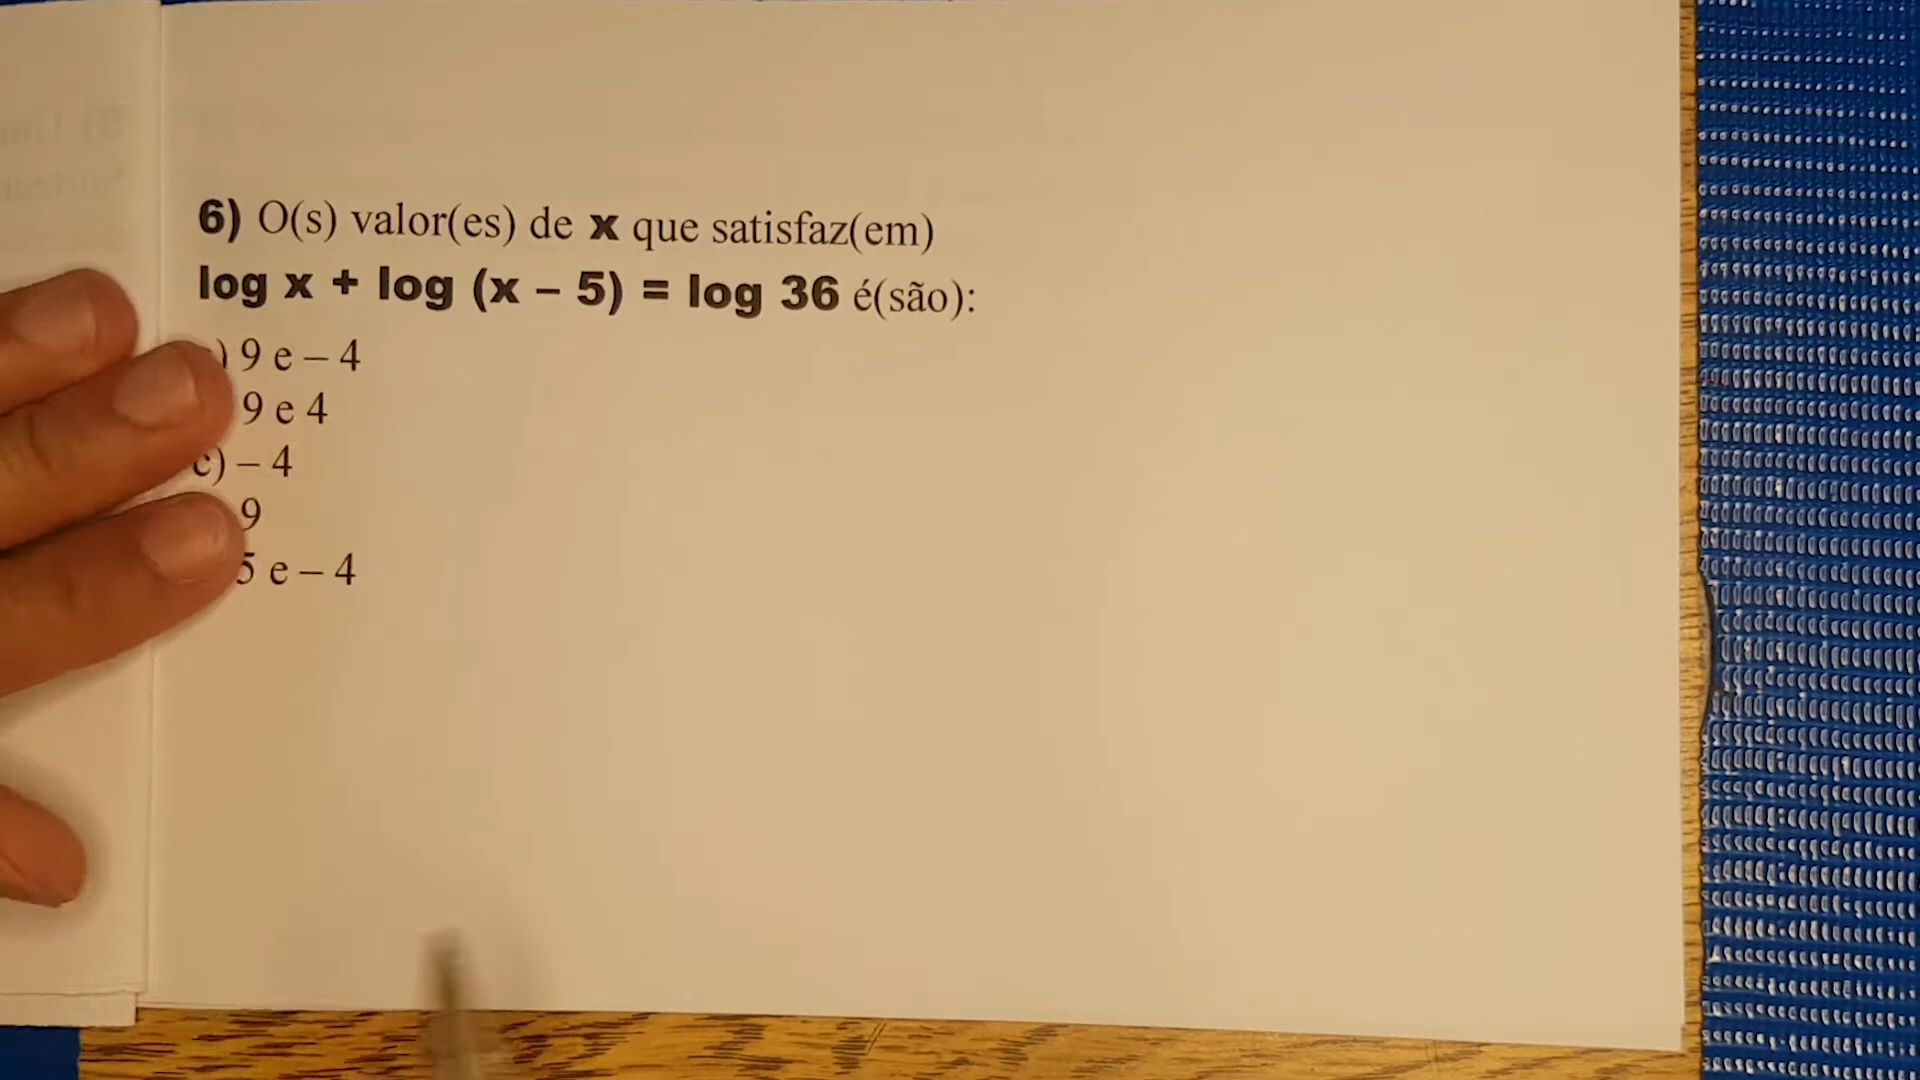 6) O(s) valor(es) de x que satisfaz(em)
log x + log (x – 5) = log 36 é(são):
) 9 e – 4
9 e 4
c) – 4
9
5 e – 4